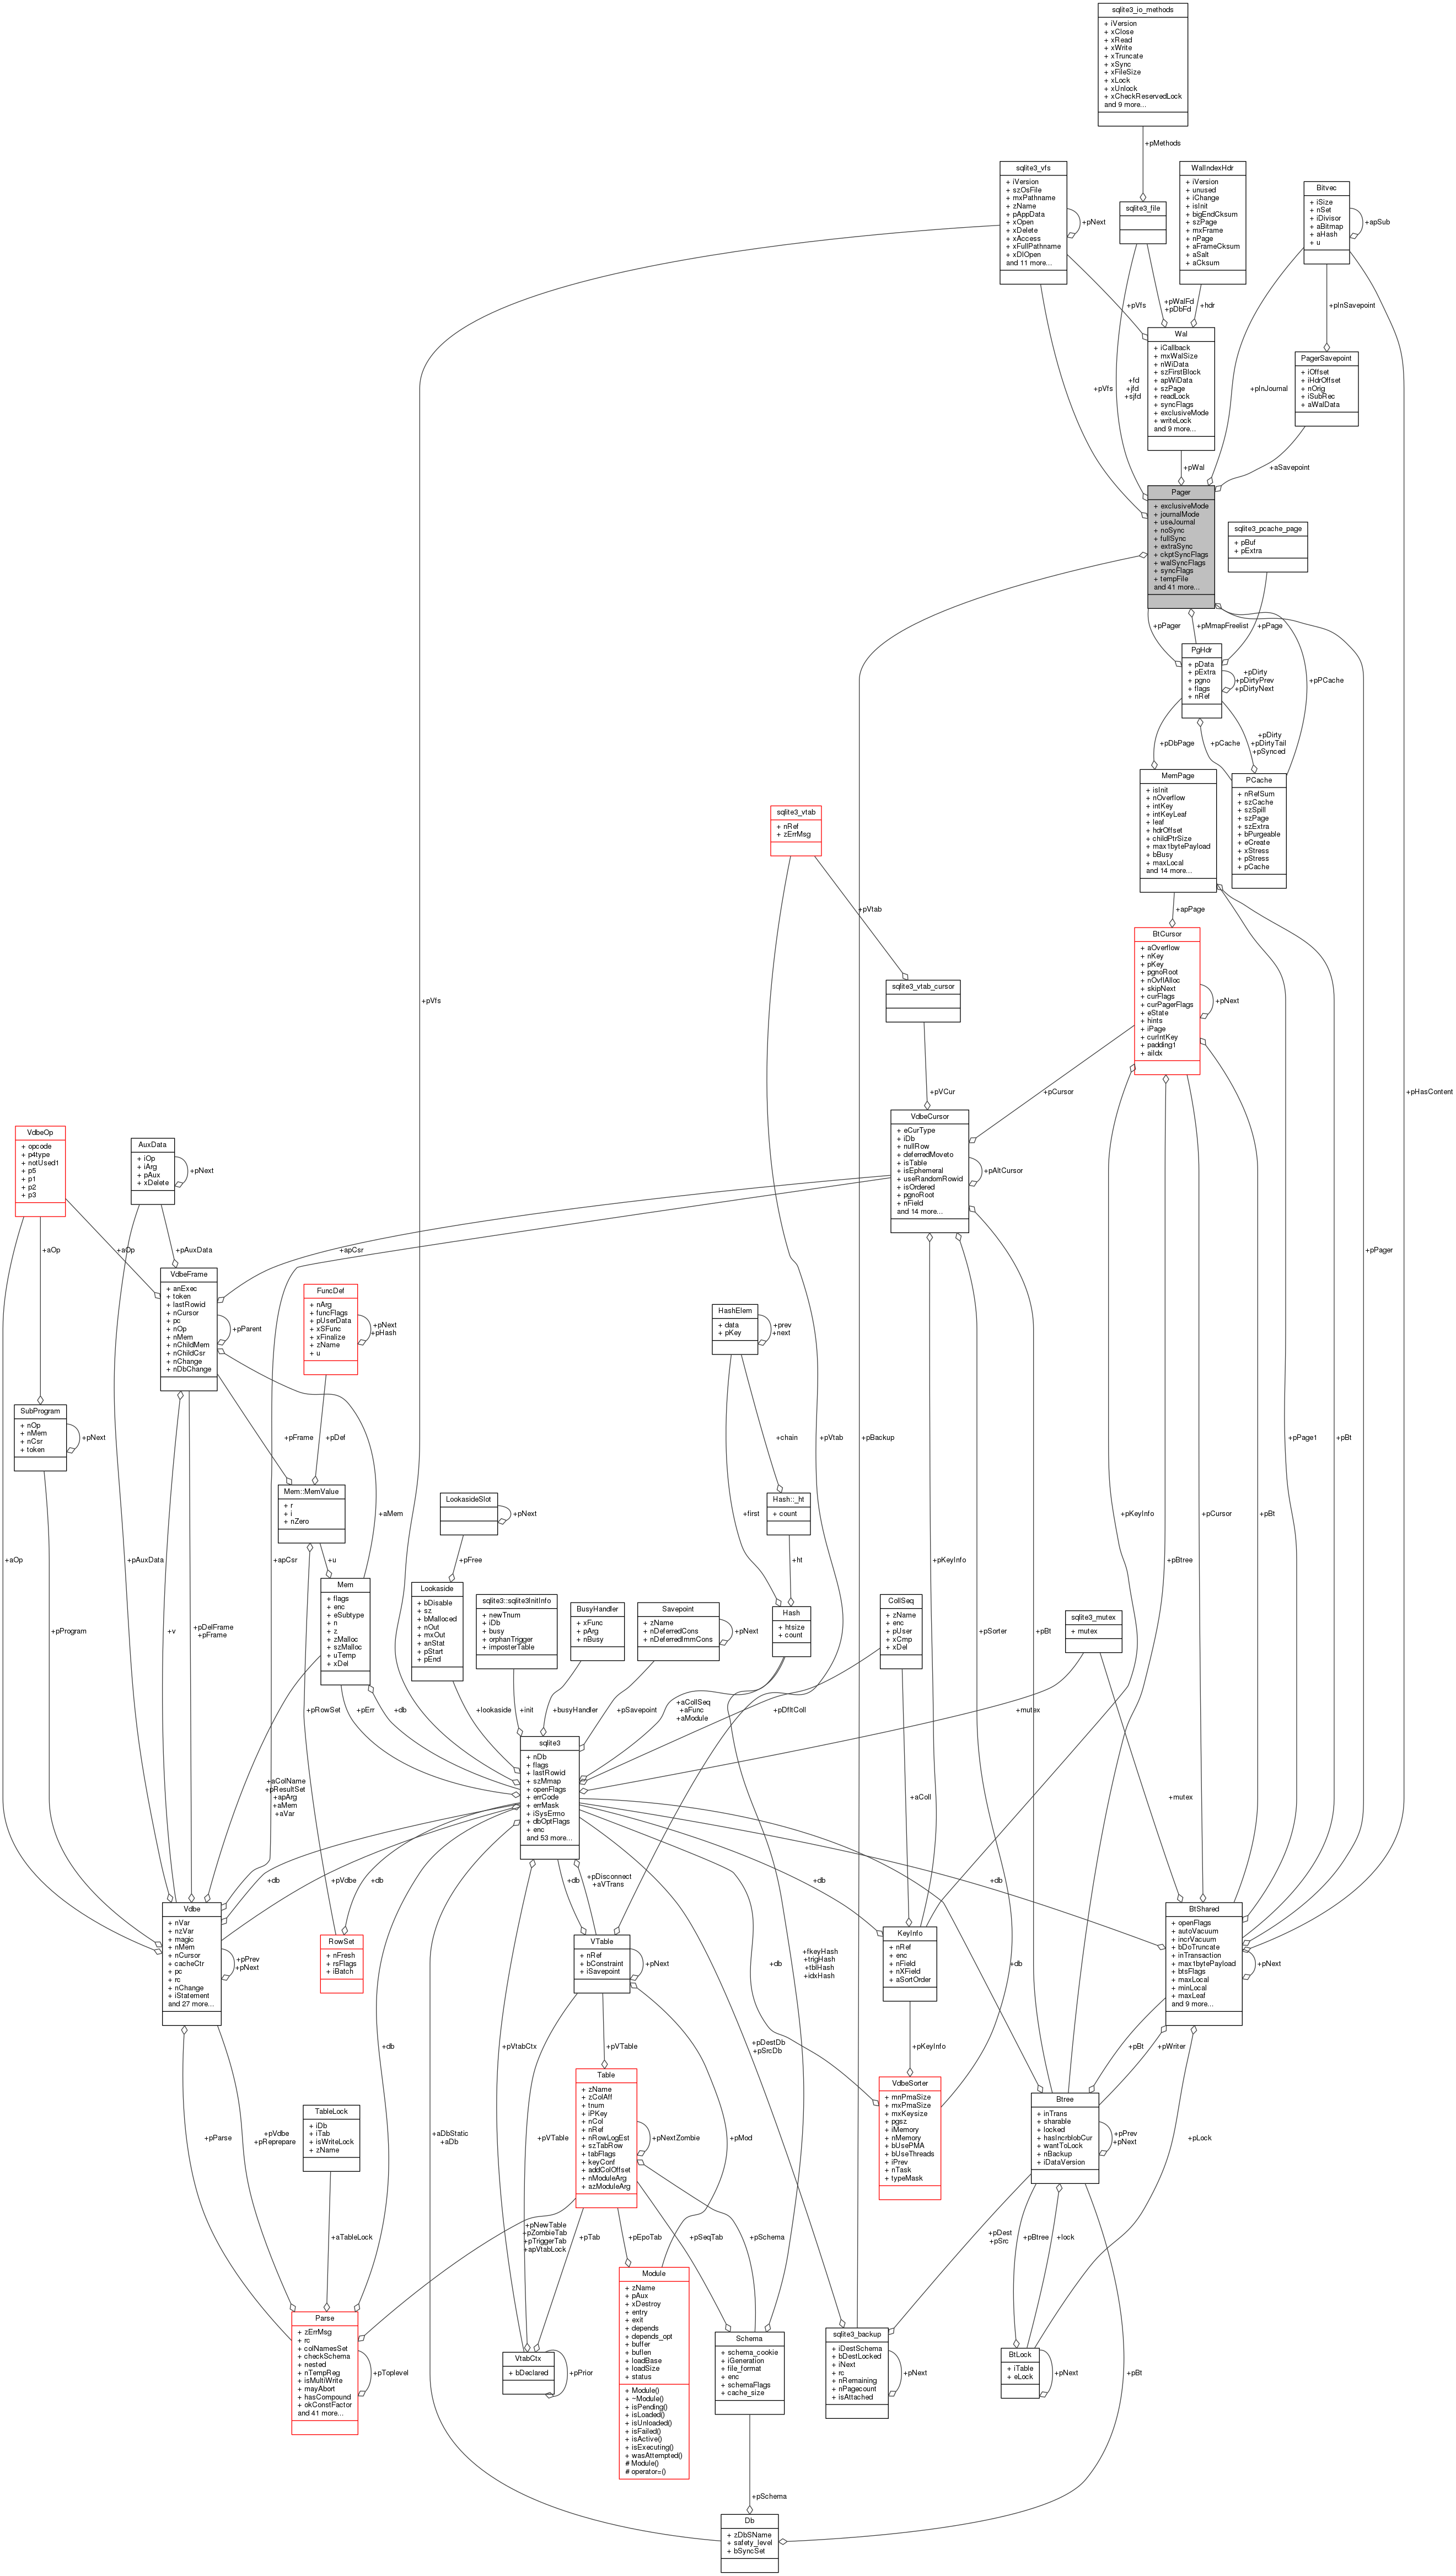 sqlite3_io_methods
+ iVersion
+ xClose
+ xRead
+ xWrite
+ xTruncate
+ xSync
+ xFileSize
+ xLock
+ xUnlock
+ xCheckReservedLock
and 9 more...
+pMethods
sqlite3_vfs
+ iVersion
+ szOsFile
+ mxPathname
+ zName
+ pAppData
+ xOpen
+ xDelete
+ xAccess
+ xFullPathname
+ xDlOpen
and 11 more...
+pNext
sqlite3_file
WalIndexHdr
+ iVersion
+ unused
+ iChange
+ isInit
+ bigEndCksum
+ szPage
+ mxFrame
+ nPage
+ aFrameCksum
+ aSalt
+ aCksum
Bitvec
+ iSize
+ nSet
+ iDivisor
+ aBitmap
+ aHash
+ u
+apSub
+pVfs
+pWalFd
+pDbFd
+hdr
+pInSavepoint
Wal
+ iCallback
+ mxWalSize
+ nWiData
+ szFirstBlock
+ apWiData
+ szPage
+ readLock
+ syncFlags
+ exclusiveMode
+ writeLock
and 9 more...
PagerSavepoint
+ iOffset
+ iHdrOffset
+ nOrig
+ iSubRec
+ aWalData
+pVfs
+fd
+jfd
+sjfd
+pInJournal
+pWal
+aSavepoint
Pager
+ exclusiveMode
+ journalMode
+ useJournal
+ noSync
+ fullSync
+ extraSync
+ ckptSyncFlags
+ walSyncFlags
+ syncFlags
+ tempFile
and 41 more...
sqlite3_pcache_page
+ pBuf
+ pExtra
+pPager
+pMmapFreelist
+pPage
PgHdr
+ pData
+ pExtra
+ pgno
+ flags
+ nRef
+pDirty
+pDirtyPrev
+pDirtyNext
+pPCache
+pDbPage
+pCache
+pDirty
+pDirtyTail
+pSynced
MemPage
+ isInit
+ nOverflow
+ intKey
+ intKeyLeaf
+ leaf
+ hdrOffset
+ childPtrSize
+ max1bytePayload
+ bBusy
+ maxLocal
and 14 more...
PCache
+ nRefSum
+ szCache
+ szSpill
+ szPage
+ szExtra
+ bPurgeable
+ eCreate
+ xStress
+ pStress
+ pCache
sqlite3_vtab
+ nRef
+ zErrMsg
+pVtab
+apPage
BtCursor
+ aOverflow
+ nKey
+ pKey
+ pgnoRoot
+ nOvflAlloc
+ skipNext
+ curFlags
+ curPagerFlags
+ eState
+ hints
+ iPage
+ curIntKey
+ padding1
+ aiIdx
+pNext
sqlite3_vtab_cursor
+pVfs
+pVCur
+pCursor
+pHasContent
VdbeCursor
+ eCurType
+ iDb
+ nullRow
+ deferredMoveto
+ isTable
+ isEphemeral
+ useRandomRowid
+ isOrdered
+ pgnoRoot
+ nField
and 14 more...
+pAltCursor
VdbeOp
+ opcode
+ p4type
+ notUsed1
+ p5
+ p1
+ p2
+ p3
AuxData
+ iOp
+ iArg
+ pAux
+ xDelete
+pNext
+aOp
+aOp
+pAuxData
+apCsr
+pPager
VdbeFrame
+ anExec
+ token
+ lastRowid
+ nCursor
+ pc
+ nOp
+ nMem
+ nChildMem
+ nChildCsr
+ nChange
+ nDbChange
+pParent
FuncDef
+ nArg
+ funcFlags
+ pUserData
+ xSFunc
+ xFinalize
+ zName
+ u
+pNext
+pHash
HashElem
+ data
+ pKey
+prev
+next
SubProgram
+ nOp
+ nMem
+ nCsr
+ token
+pNext
+pFrame
+pDef
+chain
+pVtab
+pBackup
+pPage1
+pBt
Mem::MemValue
+ r
+ i
+ nZero
LookasideSlot
+pNext
Hash::_ht
+ count
+aMem
+first
+pKeyInfo
+pCursor
+pBt
+aOp
+pAuxData
+apCsr
+u
+pFree
+ht
+pKeyInfo
+pBtree
Mem
+ flags
+ enc
+ eSubtype
+ n
+ z
+ zMalloc
+ szMalloc
+ uTemp
+ xDel
Lookaside
+ bDisable
+ sz
+ bMalloced
+ nOut
+ mxOut
+ anStat
+ pStart
+ pEnd
sqlite3::sqlite3InitInfo
+ newTnum
+ iDb
+ busy
+ orphanTrigger
+ imposterTable
BusyHandler
+ xFunc
+ pArg
+ nBusy
Savepoint
+ zName
+ nDeferredCons
+ nDeferredImmCons
+pNext
Hash
+ htsize
+ count
CollSeq
+ zName
+ enc
+ pUser
+ xCmp
+ xDel
sqlite3_mutex
+ mutex
+pProgram
+v
+pDelFrame
+pFrame
+pSorter
+pBt
+pRowSet
+pErr
+db
+lookaside
+init
+busyHandler
+pSavepoint
+aCollSeq
+aFunc
+aModule
+pDfltColl
+mutex
sqlite3
+ nDb
+ flags
+ lastRowid
+ szMmap
+ openFlags
+ errCode
+ errMask
+ iSysErrno
+ dbOptFlags
+ enc
and 53 more...
+aColName
+pResultSet
+apArg
+aMem
+aVar
+aColl
+mutex
+db
+pVdbe
+db
+db
+pDisconnect
+aVTrans
+db
+db
Vdbe
+ nVar
+ nzVar
+ magic
+ nMem
+ nCursor
+ cacheCtr
+ pc
+ rc
+ nChange
+ iStatement
and 27 more...
+pPrev
+pNext
RowSet
+ nFresh
+ rsFlags
+ iBatch
VTable
+ nRef
+ bConstraint
+ iSavepoint
+pNext
+db
+fkeyHash
+trigHash
+tblHash
+idxHash
KeyInfo
+ nRef
+ enc
+ nField
+ nXField
+ aSortOrder
+db
BtShared
+ openFlags
+ autoVacuum
+ incrVacuum
+ bDoTruncate
+ inTransaction
+ max1bytePayload
+ btsFlags
+ maxLocal
+ minLocal
+ maxLeaf
and 9 more...
+pNext
+db
+pVtabCtx
+pVTable
+pDestDb
+pSrcDb
+pKeyInfo
+pBt
+pWriter
Table
+ zName
+ zColAff
+ tnum
+ iPKey
+ nCol
+ nRef
+ nRowLogEst
+ szTabRow
+ tabFlags
+ keyConf
+ addColOffset
+ nModuleArg
+ azModuleArg
+pNextZombie
VdbeSorter
+ mnPmaSize
+ mxPmaSize
+ mxKeysize
+ pgsz
+ iMemory
+ nMemory
+ bUsePMA
+ bUseThreads
+ iPrev
+ nTask
+ typeMask
Btree
+ inTrans
+ sharable
+ locked
+ hasIncrblobCur
+ wantToLock
+ nBackup
+ iDataVersion
+pPrev
+pNext
TableLock
+ iDb
+ iTab
+ isWriteLock
+ zName
+pParse
+pVdbe
+pReprepare
+aDbStatic
+aDb
+pVTable
+pMod
+pLock
+aTableLock
+pNewTable
+pZombieTab
+pTriggerTab
+apVtabLock
+pTab
+pEpoTab
+pSeqTab
+pSchema
+pDest
+pSrc
+pBtree
+lock
Parse
+ zErrMsg
+ rc
+ colNamesSet
+ checkSchema
+ nested
+ nTempReg
+ isMultiWrite
+ mayAbort
+ hasCompound
+ okConstFactor
and 41 more...
+pToplevel
VtabCtx
+ bDeclared
+pPrior
Module
+ zName
+ pAux
+ xDestroy
+ entry
+ exit
+ depends
+ depends_opt
+ buffer
+ buflen
+ loadBase
+ loadSize
+ status
+ Module()
+ ~Module()
+ isPending()
+ isLoaded()
+ isUnloaded()
+ isFailed()
+ isActive()
+ isExecuting()
+ wasAttempted()
# Module()
# operator=()
Schema
+ schema_cookie
+ iGeneration
+ file_format
+ enc
+ schemaFlags
+ cache_size
sqlite3_backup
+ iDestSchema
+ bDestLocked
+ iNext
+ rc
+ nRemaining
+ nPagecount
+ isAttached
+pNext
BtLock
+ iTable
+ eLock
+pNext
+pBt
+pSchema
Db
+ zDbSName
+ safety_level
+ bSyncSet